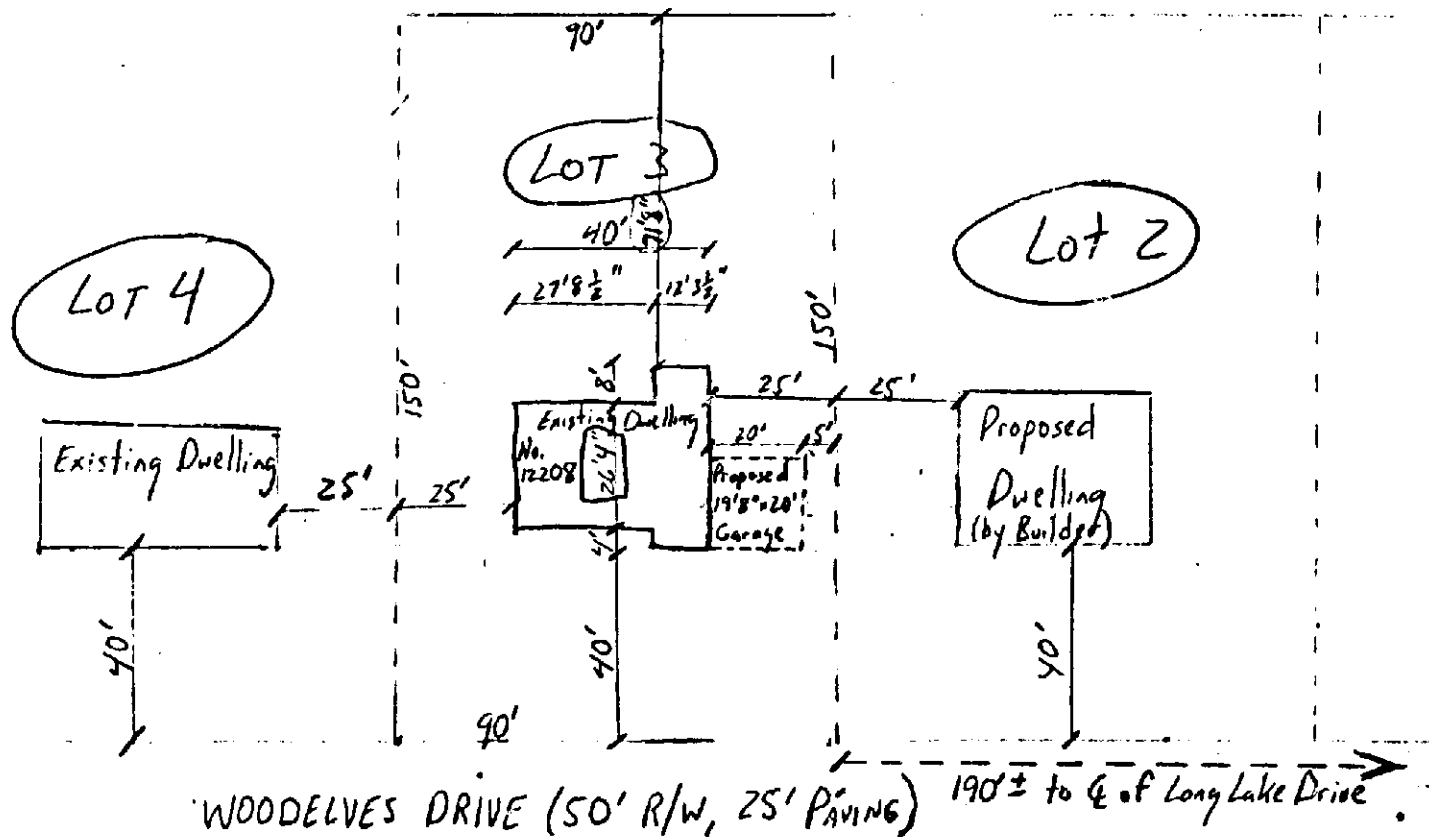 90'
LOT 3
71'8"
40'
27'8½" 12'3½"
LOT 4
Lot 2
150'
150'
8'
25' 25'
Existing Dwelling
No.
12208
26'4"
20' 5'
Proposed
19'8"x20'
Garage
Proposed
Dwelling
(by Builder)
Existing Dwelling
25' 25'
4'
40'
40'
40'
90'
WOODELVES DRIVE (50' R/W, 25' PAVING)
190'± to ℄ of Long Lake Drive